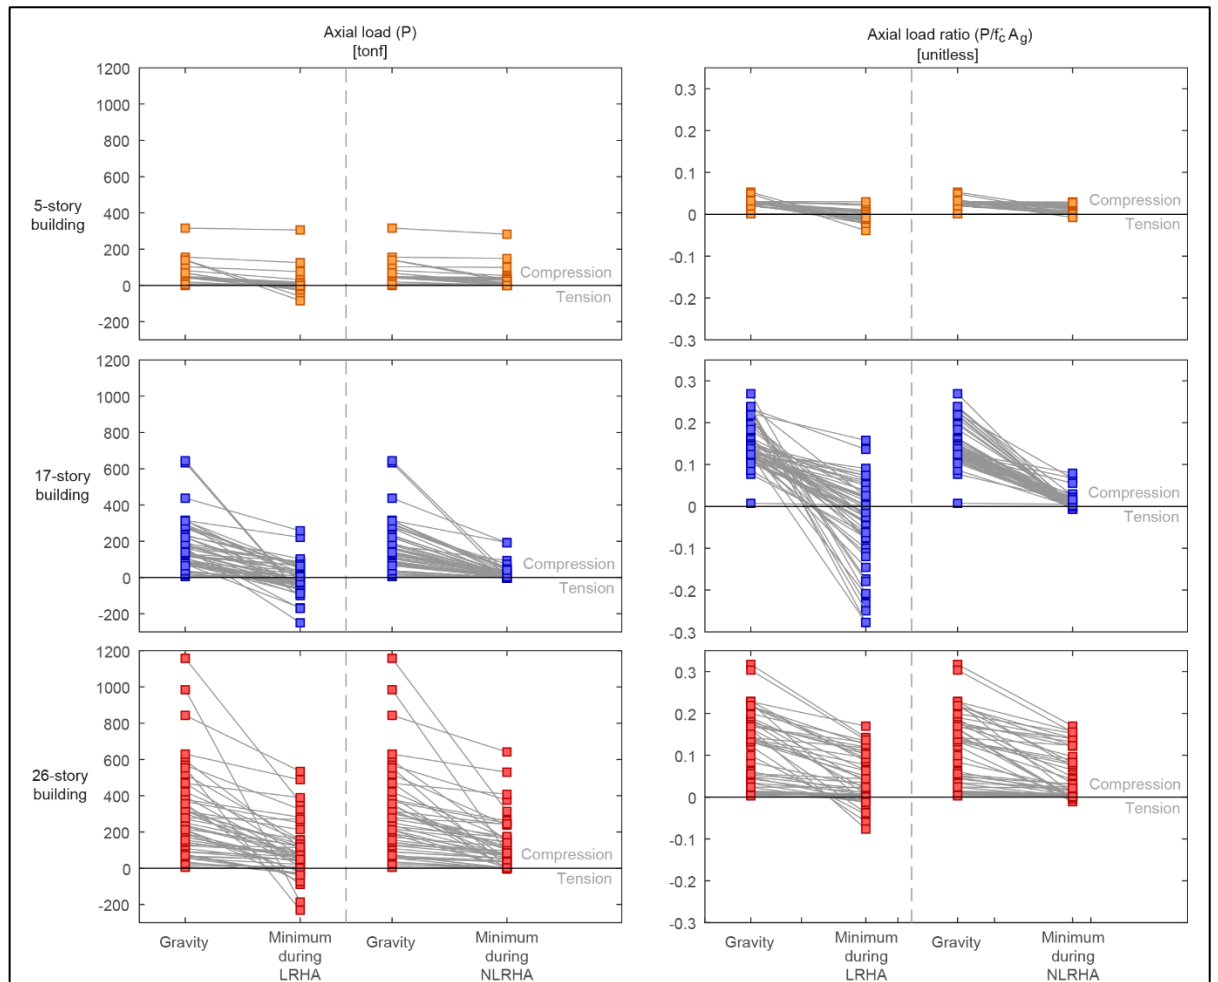 Axial load (P)
[tonf]
Axial load ratio (P/f'c Ag)
[unitless]
5-story
building
1200
1000
800
600
400
200
0
-200
Compression
Tension
0.3
0.2
0.1
0
-0.1
-0.2
-0.3
Compression
Tension
17-story
building
1200
1000
800
600
400
200
0
-200
Compression
Tension
0.3
0.2
0.1
0
-0.1
-0.2
-0.3
Compression
Tension
26-story
building
1200
1000
800
600
400
200
0
-200
Compression
Tension
0.3
0.2
0.1
0
-0.1
-0.2
-0.3
Compression
Tension
Gravity
Minimum
during
LRHA
Gravity
Minimum
during
NLRHA
Gravity
Minimum
during
LRHA
Gravity
Minimum
during
NLRHA